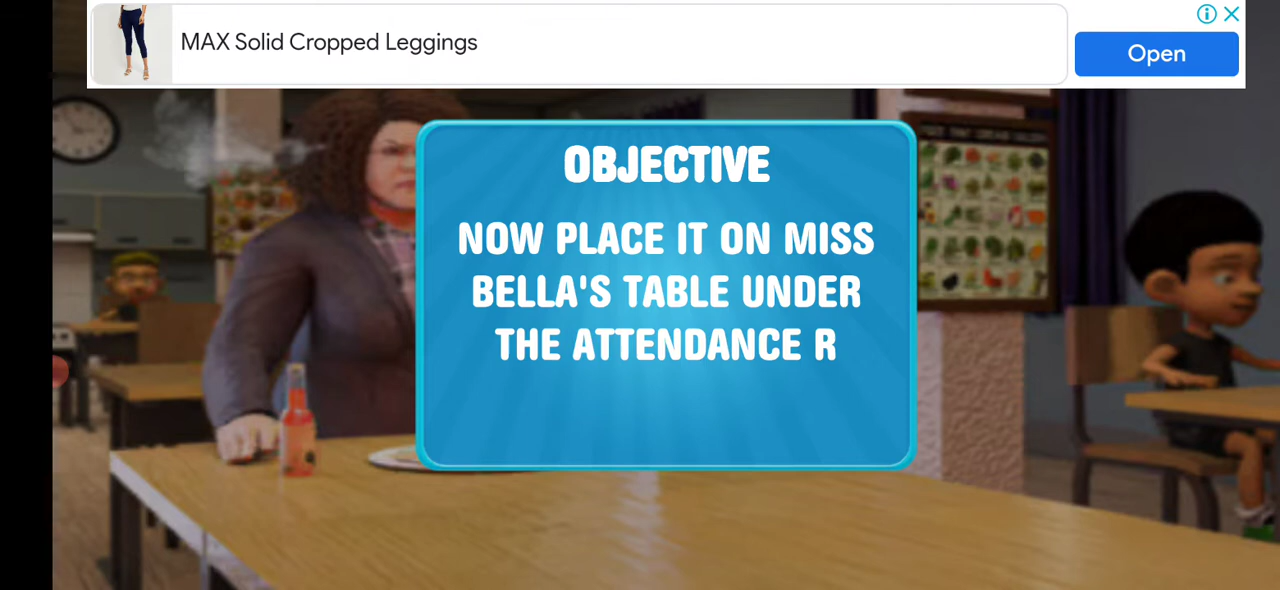 MAX Solid Cropped Leggings
Open
OBJECTIVE
NOW PLACE IT ON MISS
BELLA'S TABLE UNDER
THE ATTENDANCE R